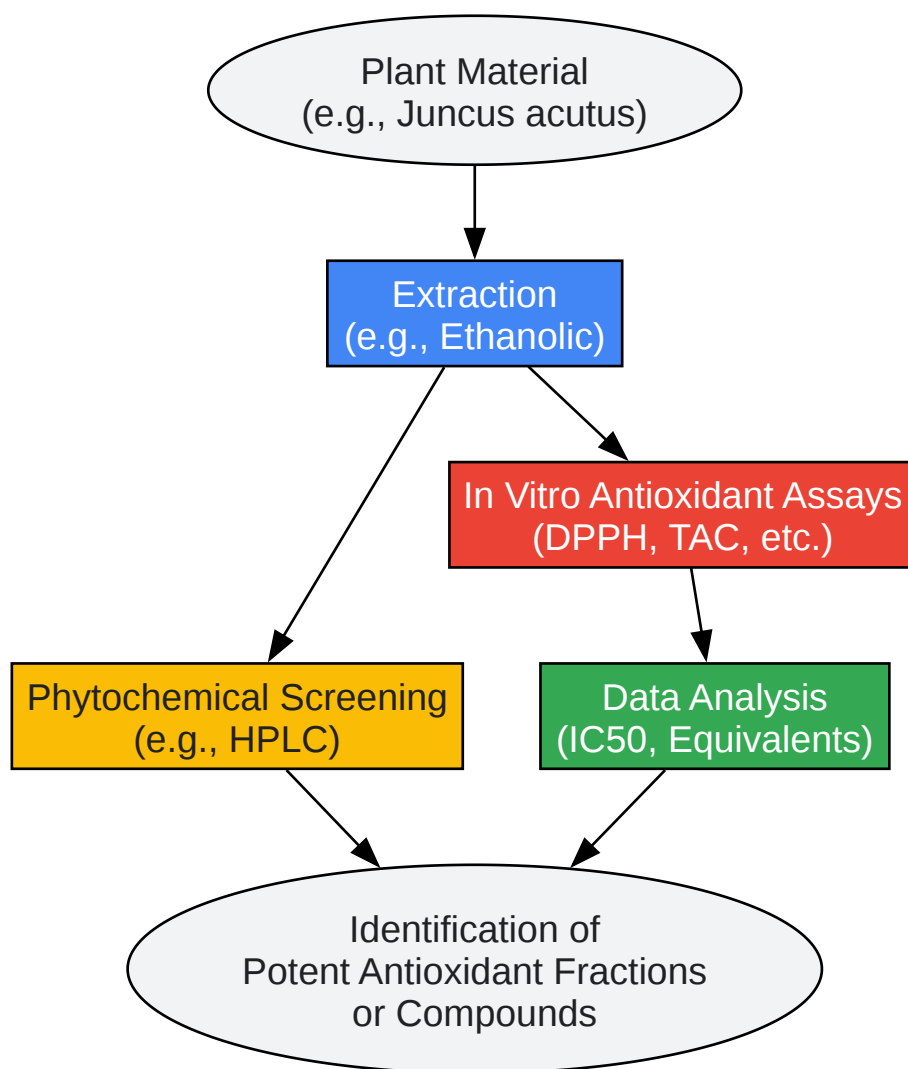 Plant Material
(e.g., Juncus acutus)
Extraction
(e.g., Ethanolic)
In Vitro Antioxidant Assays
(DPPH, TAC, etc.)
Phytochemical Screening
(e.g., HPLC)
Data Analysis
(IC50, Equivalents)
Identification of
Potent Antioxidant Fractions
or Compounds